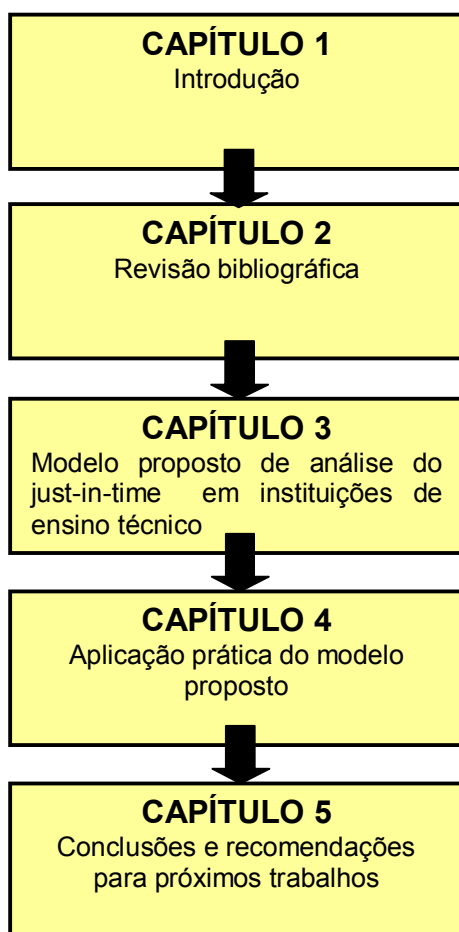 CAPÍTULO 1
Introdução
CAPÍTULO 2
Revisão bibliográfica
CAPÍTULO 3
Modelo proposto de análise do
just-in-time em instituições de
ensino técnico
CAPÍTULO 4
Aplicação prática do modelo
proposto
CAPÍTULO 5
Conclusões e recomendações
para próximos trabalhos